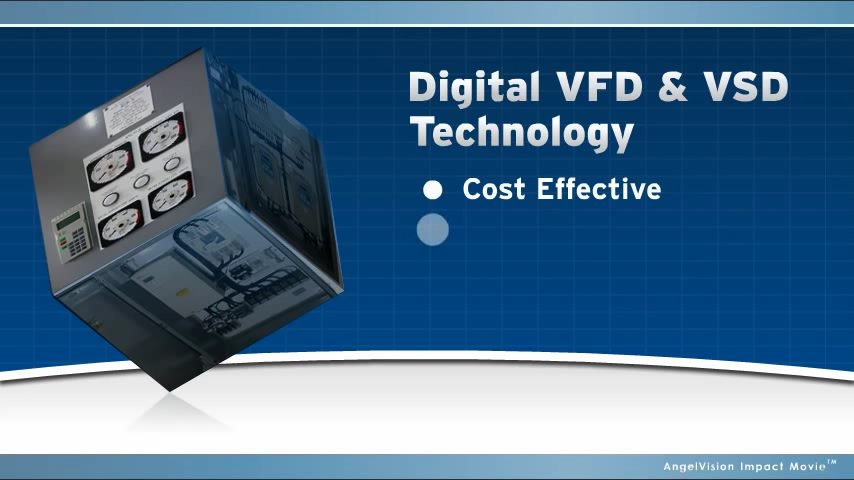 Digital VFD & VSD
Technology
Cost Effective
AngelVision Impact Movie™